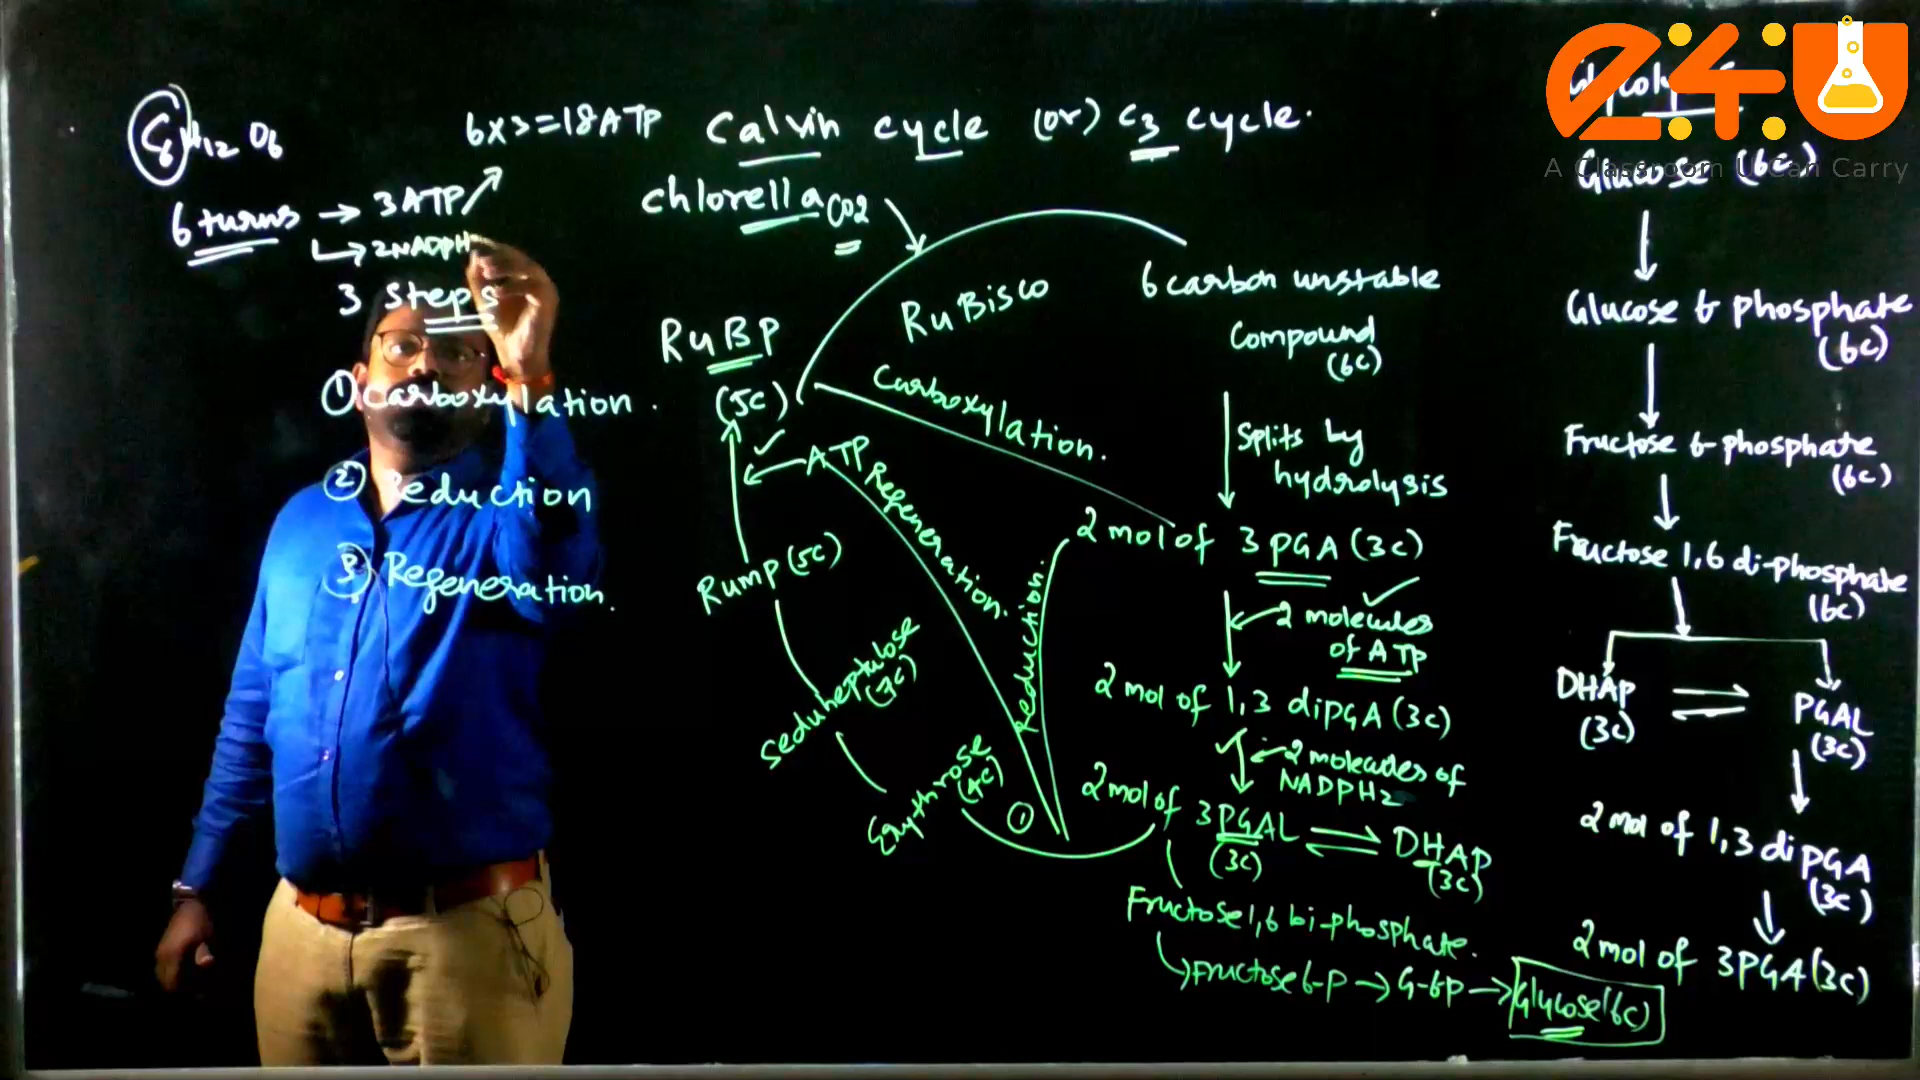 C6H12O6
6x3=18ATP
Calvin cycle (or) C3 cycle.
6 turns → 3ATP
↳ 2NADPH
3 steps
① carboxylation.
② Reduction
③ Regeneration.
chlorella
CO2
RuBisco
RuBP
(5c)
6 carbon unstable
Compound
(6c)
Carboxylation.
Splits by
hydrolysis
ATP
Regeneration.
2 mol of 3PGA (3c)
Rump (5c)
Reduction.
2 molecules
of ATP
Seduheptulose
(7c)
2 mol of 1,3 dipGA (3c)
2 molecules of
NADPH2
Erythrose
(4c)
①
2 mol of 3PGAL ⇌ DHAP
(3c) (3c)
Fructose 1,6 bi-phosphate.
↳ Fructose 6-p → G-6p → Glucose (6c)
e4U
A Classroom U Can Carry
Glucose (6c)
Glucose 6 phosphate
(6c)
Fructose 6-phosphate
(6c)
Fructose 1,6 di-phosphate
(6c)
DHAP ⇌ PGAL
(3c) (3c)
2 mol of 1,3 dipGA
(3c)
2 mol of 3PGA (3c)